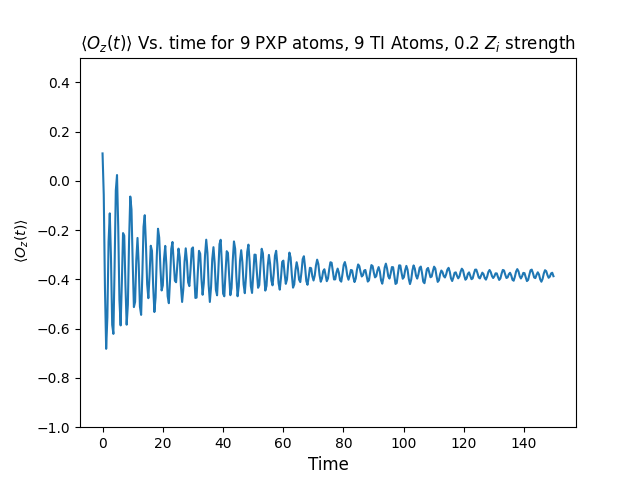 ⟨O_z(t)⟩ Vs. time for 9 PXP atoms, 9 TI Atoms, 0.2 Z_i strength
0.4
0.2
0.0
−0.2
−0.4
−0.6
−0.8
−1.0
⟨O_z(t)⟩
0 20 40 60 80 100 120 140
Time